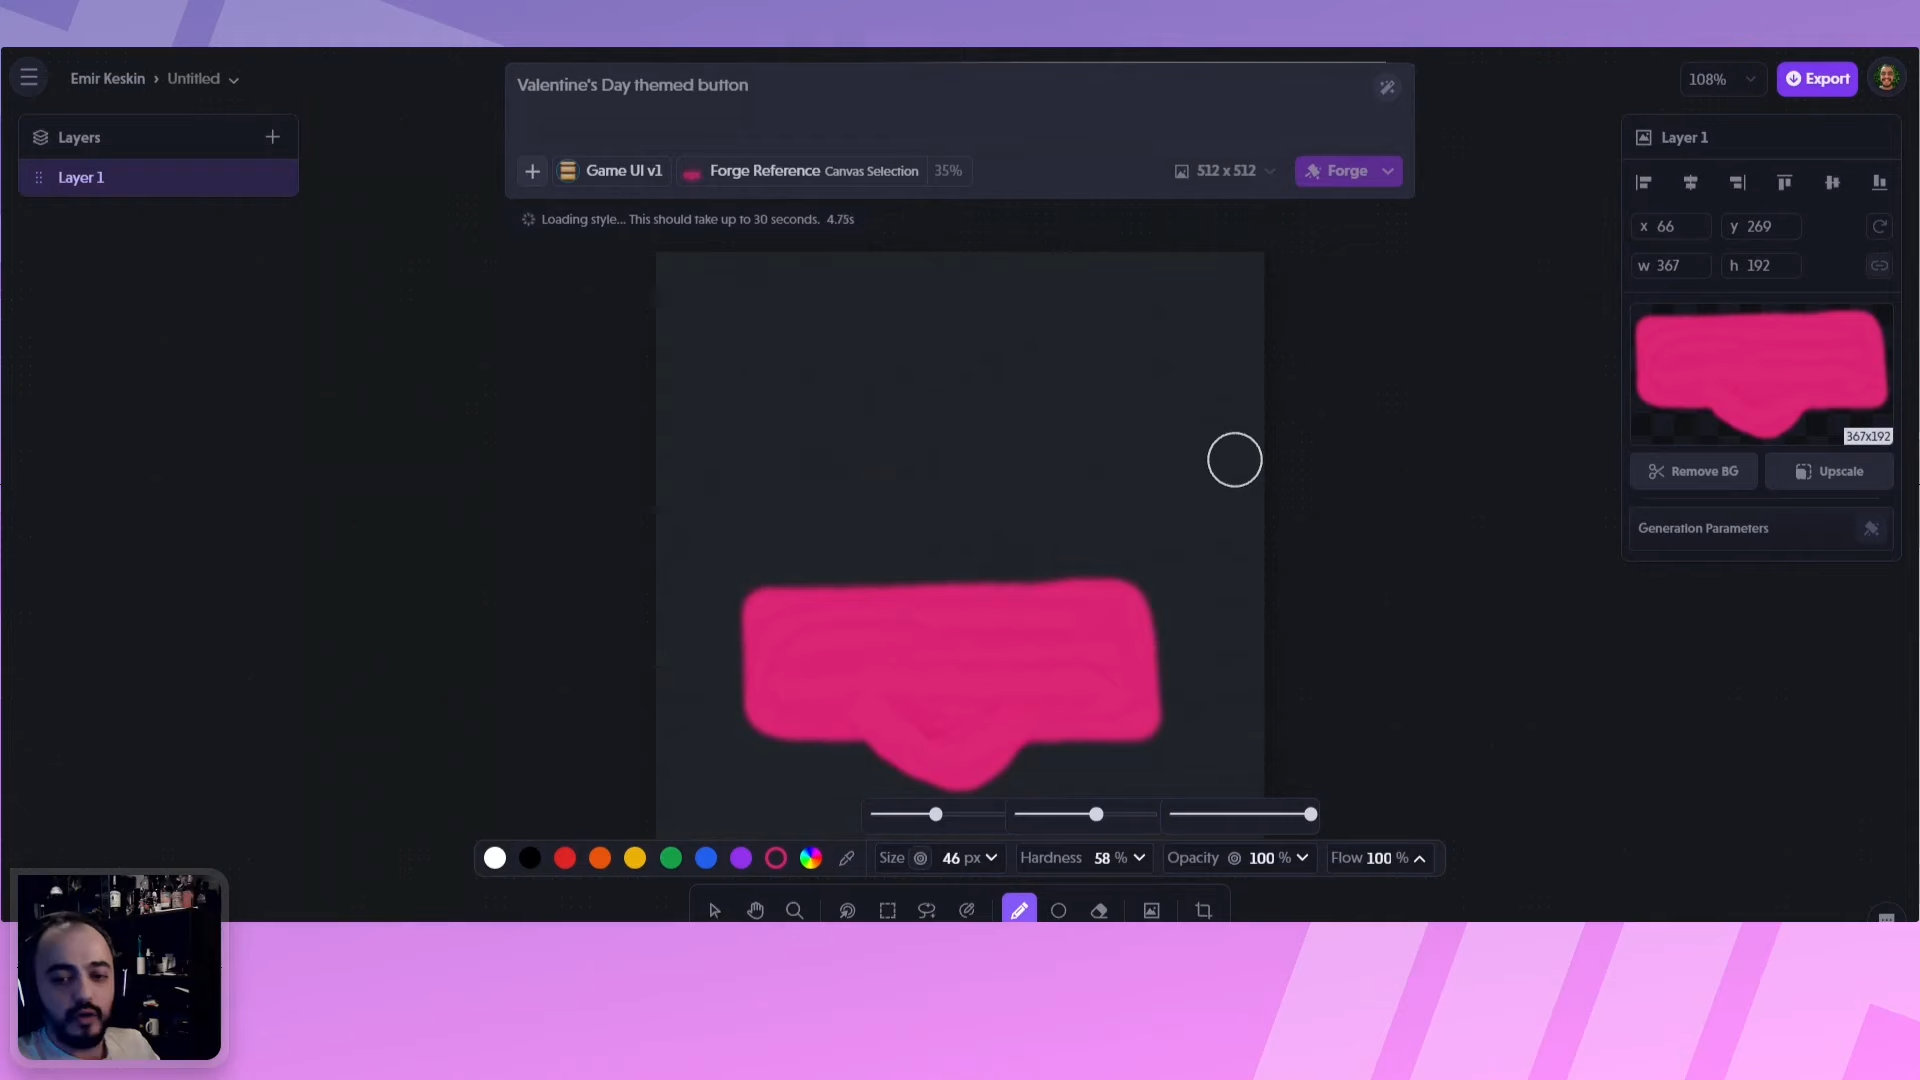 Emir Keskin › Untitled
Valentine's Day themed button
108%
Export
Layers
Layer 1
Game UI v1
Forge Reference Canvas Selection 35%
512 x 512
Forge
Loading style... This should take up to 30 seconds. 4.75s
Layer 1
x 66 y 269
w 367 h 192
367x192
Remove BG
Upscale
Generation Parameters
Size 46 px
Hardness 58 %
Opacity 100 %
Flow 100 %